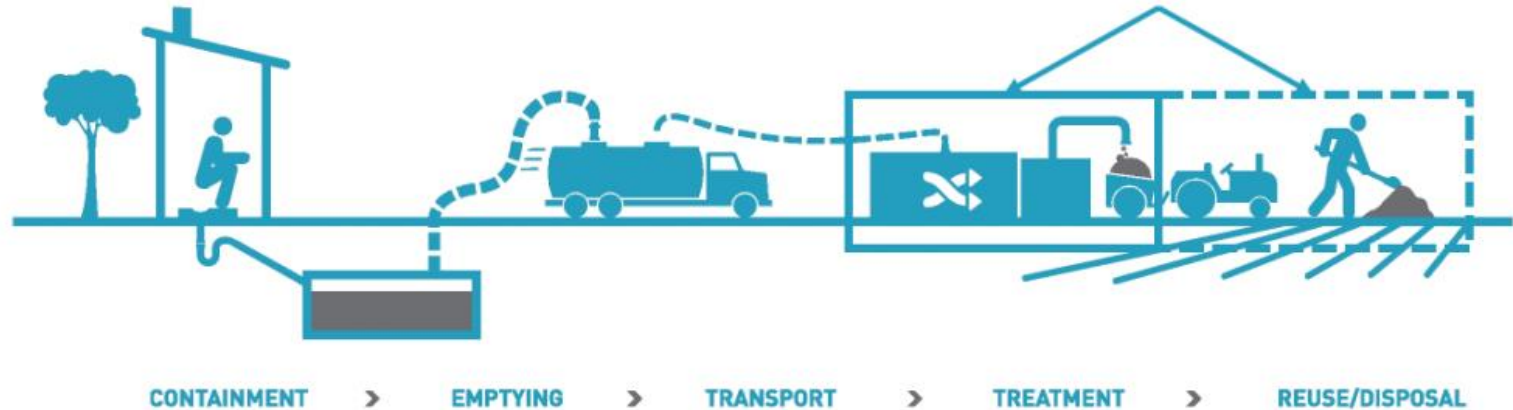 CONTAINMENT > EMPTYING > TRANSPORT > TREATMENT > REUSE/DISPOSAL